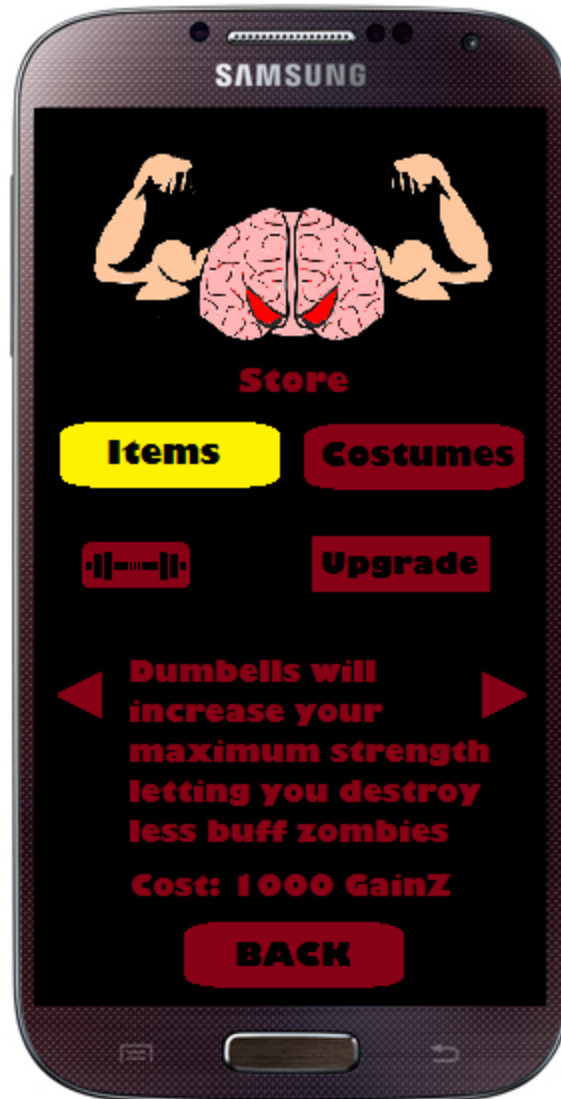 SAMSUNG
Store
Items
Costumes
Upgrade
Dumbells will
increase your
maximum strength
letting you destroy
less buff zombies
Cost: 1000 GainZ
BACK